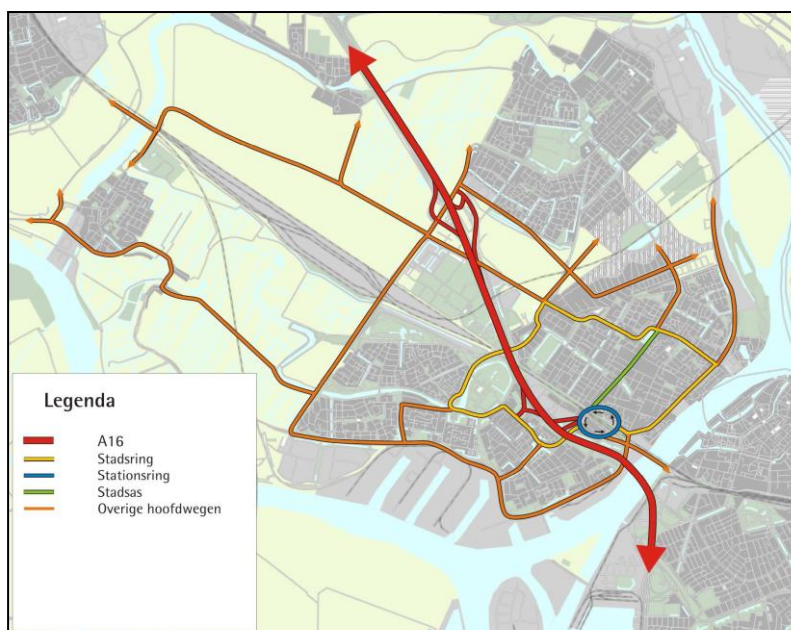 Legenda
A16
Stadsring
Stationsring
Stadsas
Overige hoofdwegen